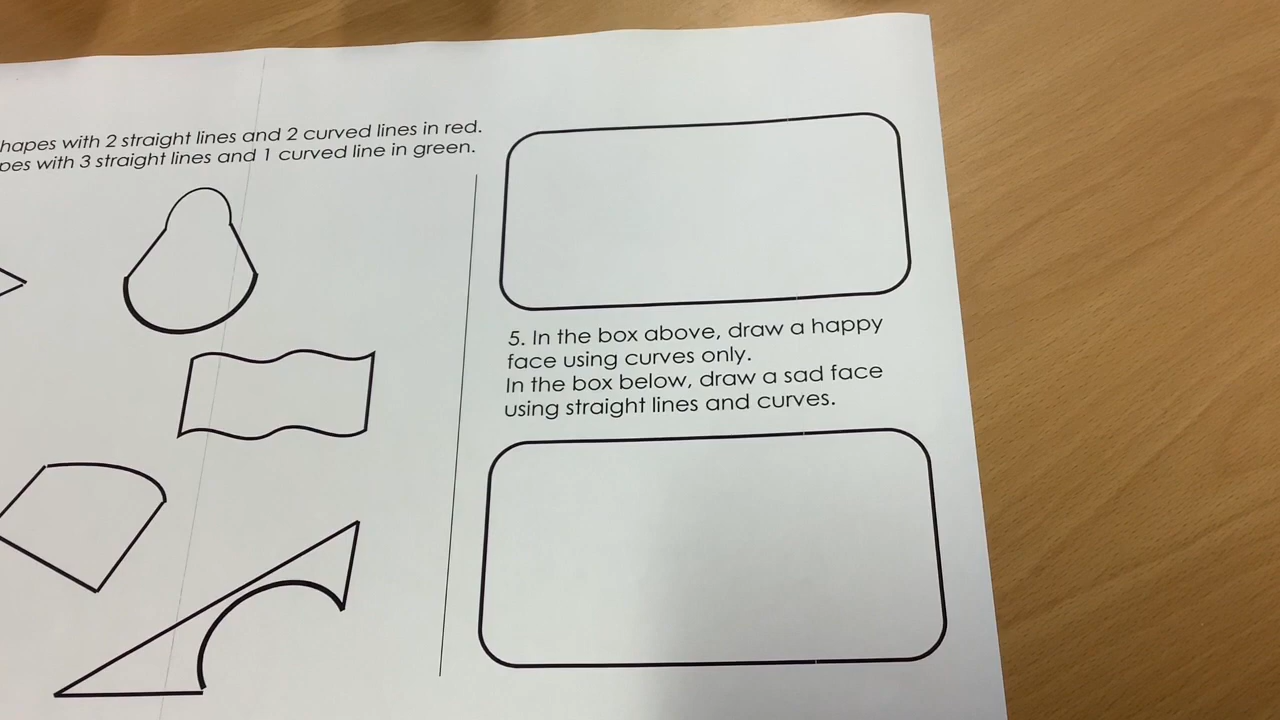 hapes with 2 straight lines and 2 curved lines in red.
pes with 3 straight lines and 1 curved line in green.
5. In the box above, draw a happy
face using curves only.
In the box below, draw a sad face
using straight lines and curves.